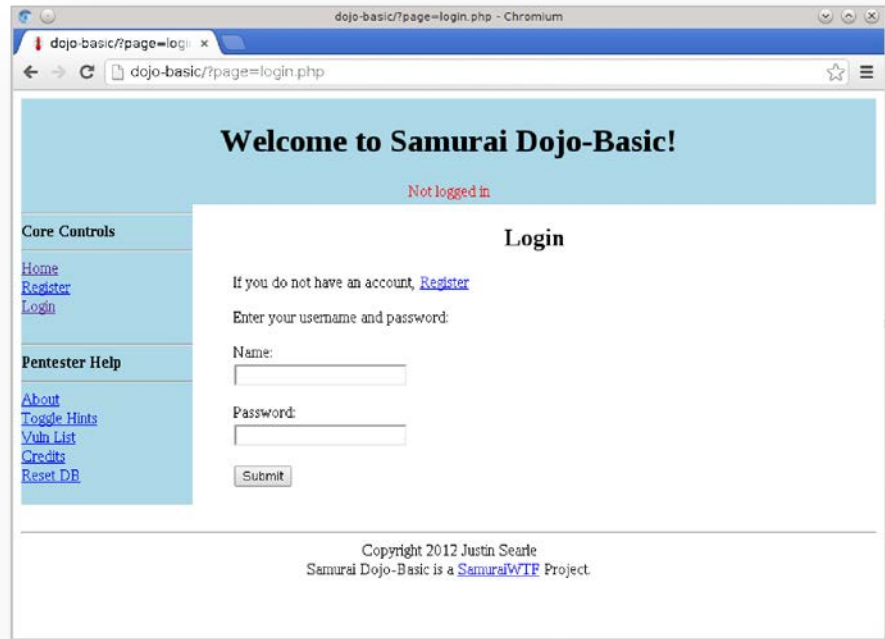 dojo-basic/?page=login.php - Chromium
dojo-basic/?page=logi
dojo-basic/?page=login.php
Welcome to Samurai Dojo-Basic!
Not logged in
Core Controls
Home
Register
Login
Pentester Help
About
Toggle Hints
Vuln List
Credits
Reset DB
Login
If you do not have an account, Register
Enter your username and password:
Name:
Password:
Submit
Copyright 2012 Justin Searle
Samurai Dojo-Basic is a SamuraiWTF Project.